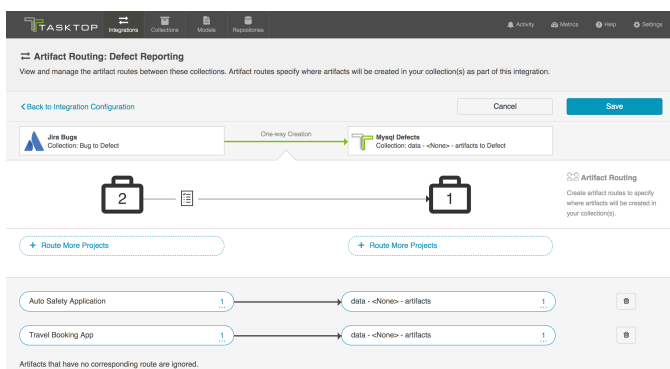 TASKTOP
Integrations
Collections
Models
Repositories
Activity
Metrics
Help
Settings
Artifact Routing: Defect Reporting
View and manage the artifact routes between these collections. Artifact routes specify where artifacts will be created in your collection(s) as part of this integration.
Back to Integration Configuration
Cancel
Save
Jira Bugs
Collection: Bug to Defect
One-way Creation
Mysql Defects
Collection: data - <None> - artifacts to Defect
2
1
Artifact Routing
Create artifact routes to specify
where artifacts will be created in
your collection(s).
+ Route More Projects
+ Route More Projects
Auto Safety Application 1
data - <None> - artifacts 1
Travel Booking App 1
data - <None> - artifacts 1
Artifacts that have no corresponding route are ignored.